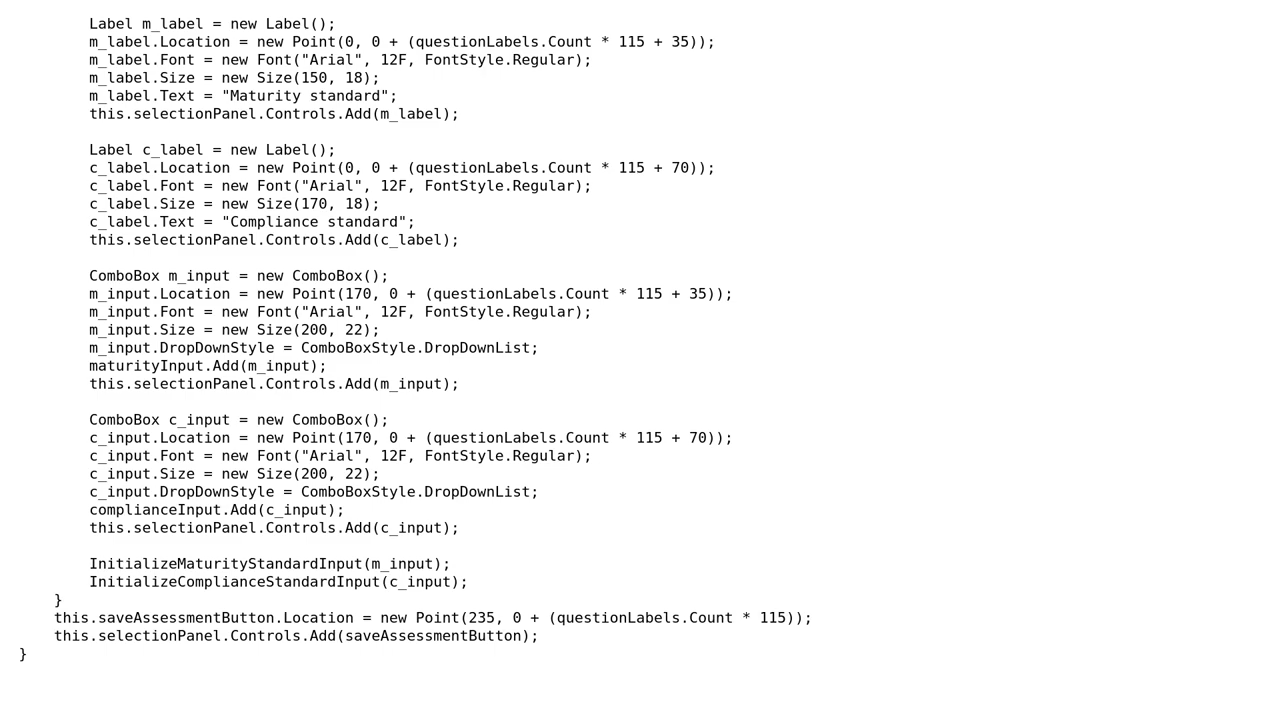 Label m_label = new Label();
m_label.Location = new Point(0, 0 + (questionLabels.Count * 115 + 35));
m_label.Font = new Font("Arial", 12F, FontStyle.Regular);
m_label.Size = new Size(150, 18);
m_label.Text = "Maturity standard";
this.selectionPanel.Controls.Add(m_label);

Label c_label = new Label();
c_label.Location = new Point(0, 0 + (questionLabels.Count * 115 + 70));
c_label.Font = new Font("Arial", 12F, FontStyle.Regular);
c_label.Size = new Size(170, 18);
c_label.Text = "Compliance standard";
this.selectionPanel.Controls.Add(c_label);

ComboBox m_input = new ComboBox();
m_input.Location = new Point(170, 0 + (questionLabels.Count * 115 + 35));
m_input.Font = new Font("Arial", 12F, FontStyle.Regular);
m_input.Size = new Size(200, 22);
m_input.DropDownStyle = ComboBoxStyle.DropDownList;
maturityInput.Add(m_input);
this.selectionPanel.Controls.Add(m_input);

ComboBox c_input = new ComboBox();
c_input.Location = new Point(170, 0 + (questionLabels.Count * 115 + 70));
c_input.Font = new Font("Arial", 12F, FontStyle.Regular);
c_input.Size = new Size(200, 22);
c_input.DropDownStyle = ComboBoxStyle.DropDownList;
complianceInput.Add(c_input);
this.selectionPanel.Controls.Add(c_input);

InitializeMaturityStandardInput(m_input);
InitializeComplianceStandardInput(c_input);
}
this.saveAssessmentButton.Location = new Point(235, 0 + (questionLabels.Count * 115));
this.selectionPanel.Controls.Add(saveAssessmentButton);
}